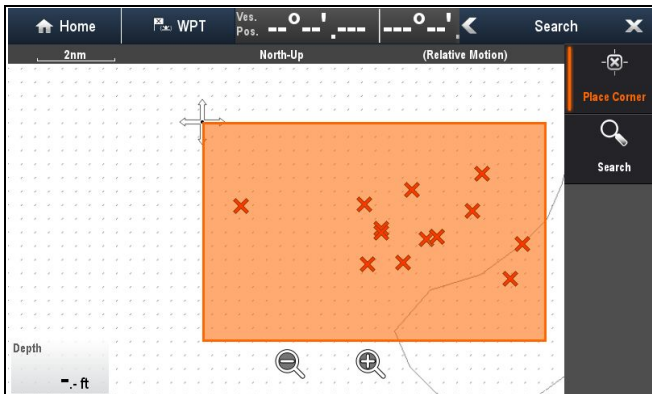 Home
WPT
Ves. Pos. --°--'.--- ---°--'.
Search
2nm
North-Up
(Relative Motion)
Place Corner
Search
Depth
-.- ft